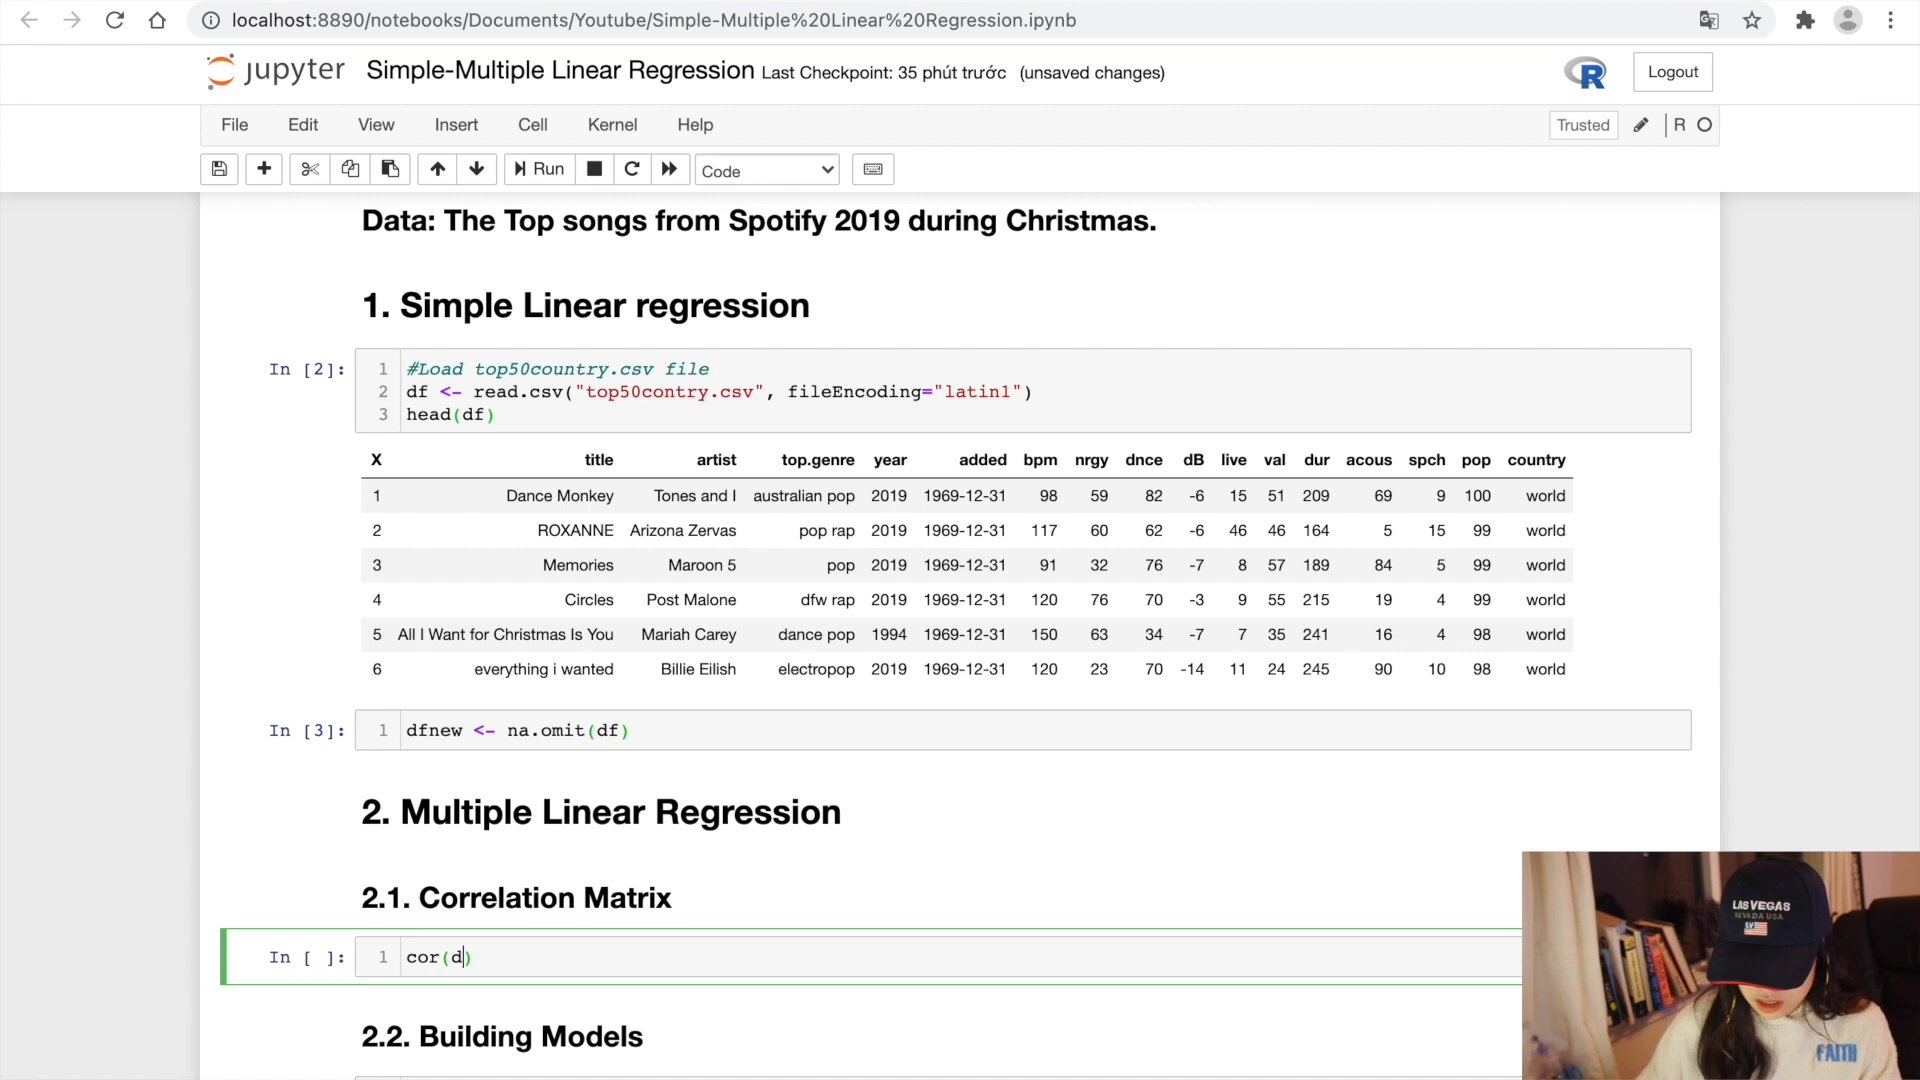 localhost:8890/notebooks/Documents/Youtube/Simple-Multiple%20Linear%20Regression.ipynb
jupyter Simple-Multiple Linear Regression Last Checkpoint: 35 phút trước (unsaved changes) R Logout
File Edit View Insert Cell Kernel Help Trusted R
Run Code
Data: The Top songs from Spotify 2019 during Christmas.
1. Simple Linear regression
In [2]: 1 #Load top50country.csv file
2 df <- read.csv("top50contry.csv", fileEncoding="latin1")
3 head(df)
X title artist top.genre year added bpm nrgy dnce dB live val dur acous spch pop country
1 Dance Monkey Tones and I australian pop 2019 1969-12-31 98 59 82 -6 15 51 209 69 9 100 world
2 ROXANNE Arizona Zervas pop rap 2019 1969-12-31 117 60 62 -6 46 46 164 5 15 99 world
3 Memories Maroon 5 pop 2019 1969-12-31 91 32 76 -7 8 57 189 84 5 99 world
4 Circles Post Malone dfw rap 2019 1969-12-31 120 76 70 -3 9 55 215 19 4 99 world
5 All I Want for Christmas Is You Mariah Carey dance pop 1994 1969-12-31 150 63 34 -7 7 35 241 16 4 98 world
6 everything i wanted Billie Eilish electropop 2019 1969-12-31 120 23 70 -14 11 24 245 90 10 98 world
In [3]: 1 dfnew <- na.omit(df)
2. Multiple Linear Regression
2.1. Correlation Matrix
In [ ]: 1 cor(d)
2.2. Building Models
LAS VEGAS
NEVADA USA
LV
FAITH